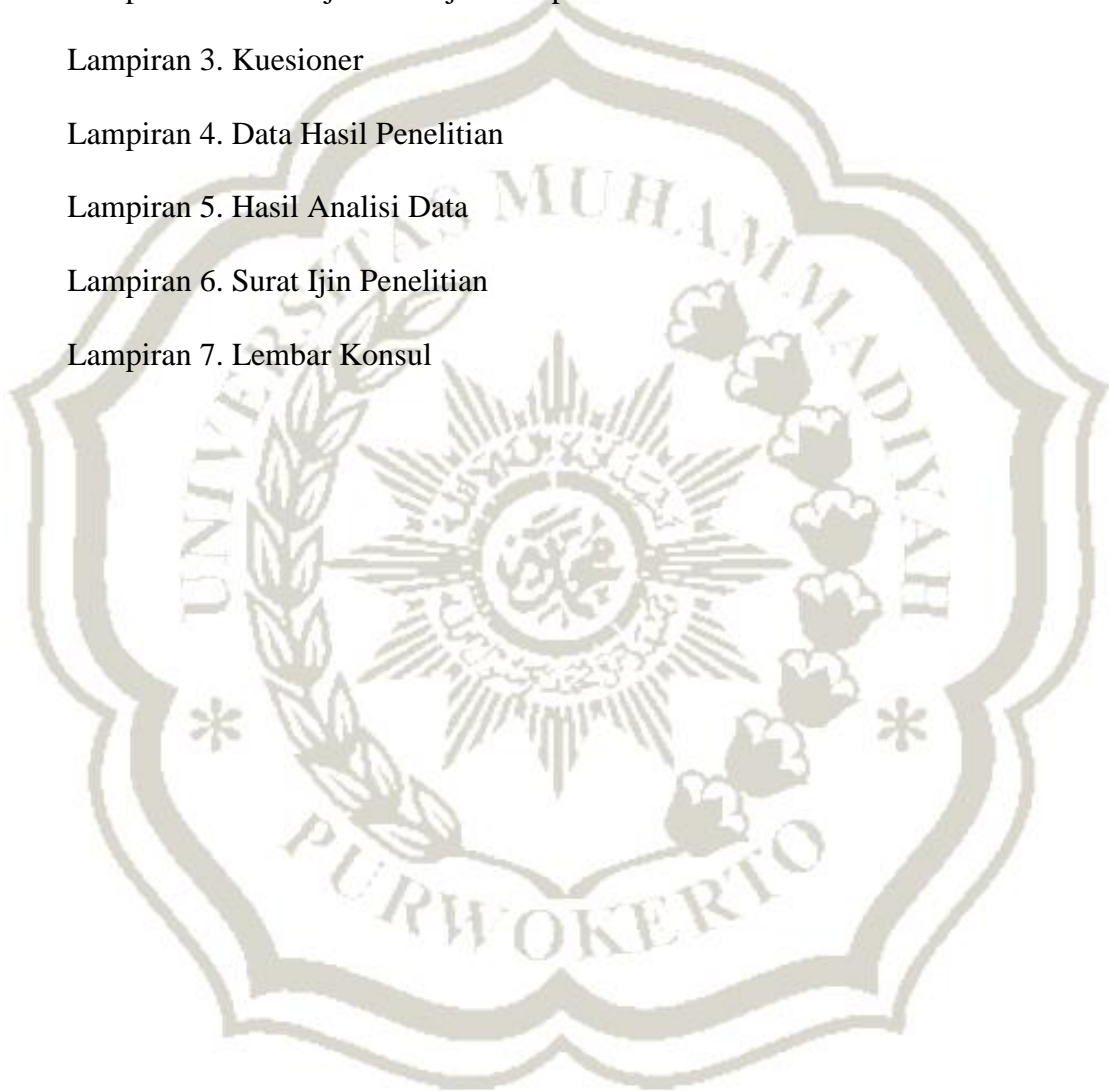 Lampiran 3. Kuesioner
Lampiran 4. Data Hasil Penelitian
Lampiran 5. Hasil Analisi Data
Lampiran 6. Surat Ijin Penelitian
Lampiran 7. Lembar Konsul
UNIVERSITAS MUHAMMADIYAH
* PURWOKERTO *